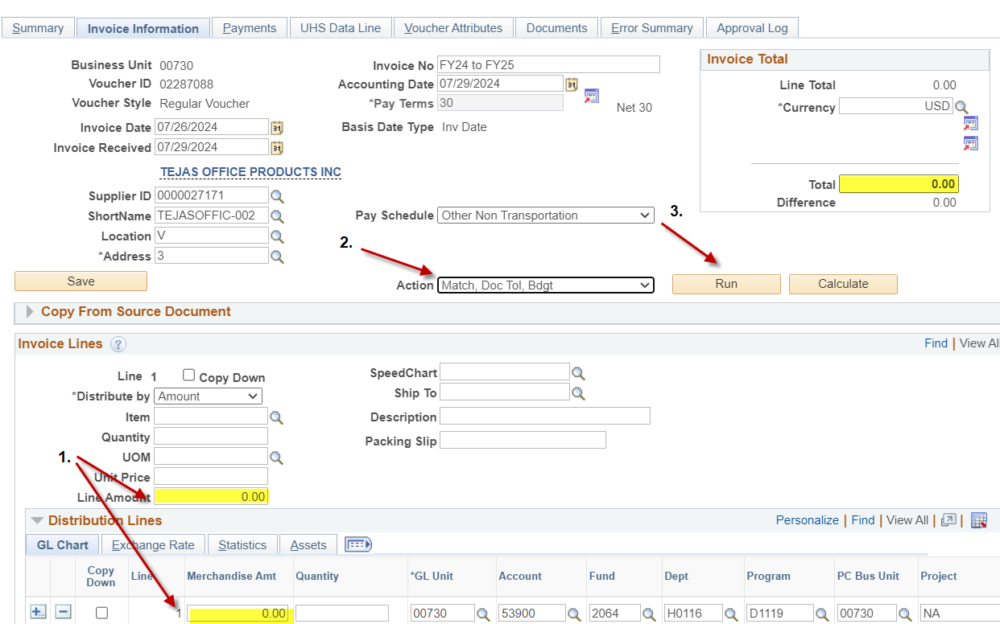 Summary Invoice Information Payments UHS Data Line Voucher Attributes Documents Error Summary Approval Log
Business Unit 00730 Invoice No FY24 to FY25 Invoice Total
Voucher ID 02287088 Accounting Date 07/29/2024 31 Line Total 0.00
Voucher Style Regular Voucher *Pay Terms 30 Net 30 *Currency USD
Invoice Date 07/26/2024 31 Basis Date Type Inv Date
Invoice Received 07/29/2024 31
TEJAS OFFICE PRODUCTS INC
Total 0.00
Supplier ID 0000027171 Difference 0.00
ShortName TEJASOFFIC-002 Pay Schedule Other Non Transportation 3.
Location V 2.
*Address 3
Save Action Match, Doc Tol, Bdgt Run Calculate
Copy From Source Document
Invoice Lines ? Find | View All
Line 1 Copy Down SpeedChart
*Distribute by Amount Ship To
Item Description
Quantity Packing Slip
1. UOM
Unit Price
Line Amount 0.00
Distribution Lines Personalize | Find | View All | |
GL Chart Exchange Rate Statistics Assets
Copy Down Line Merchandise Amt Quantity *GL Unit Account Fund Dept Program PC Bus Unit Project
1 0.00 00730 53900 2064 H0116 D1119 00730 NA